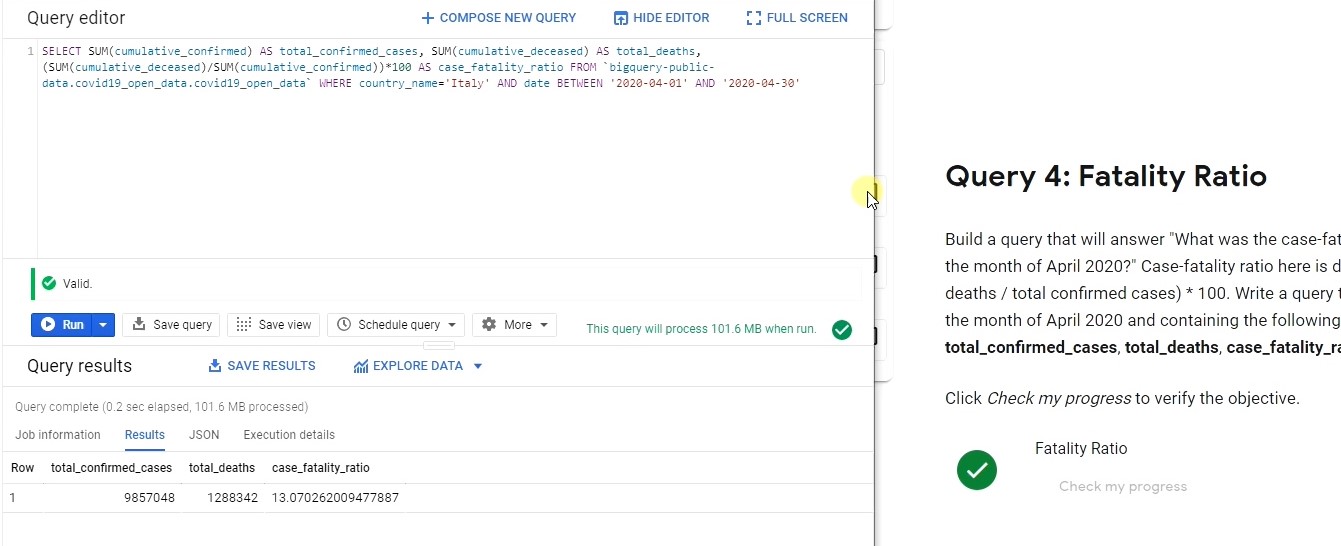 Query editor
COMPOSE NEW QUERY
HIDE EDITOR
FULL SCREEN
1 SELECT SUM(cumulative_confirmed) AS total_confirmed_cases, SUM(cumulative_deceased) AS total_deaths,
(SUM(cumulative_deceased)/SUM(cumulative_confirmed))*100 AS case_fatality_ratio FROM `bigquery-public-
data.covid19_open_data.covid19_open_data` WHERE country_name='Italy' AND date BETWEEN '2020-04-01' AND '2020-04-30'
Valid.
Run
Save query
Save view
Schedule query
More
This query will process 101.6 MB when run.
Query results
SAVE RESULTS
EXPLORE DATA
Query complete (0.2 sec elapsed, 101.6 MB processed)
Job information Results JSON Execution details
Row total_confirmed_cases total_deaths case_fatality_ratio
1 9857048 1288342 13.070262009477887
Query 4: Fatality Ratio
Build a query that will answer "What was the case-fat
the month of April 2020?" Case-fatality ratio here is d
deaths / total confirmed cases) * 100. Write a query t
the month of April 2020 and containing the following
total_confirmed_cases, total_deaths, case_fatality_ra
Click Check my progress to verify the objective.
Fatality Ratio
Check my progress